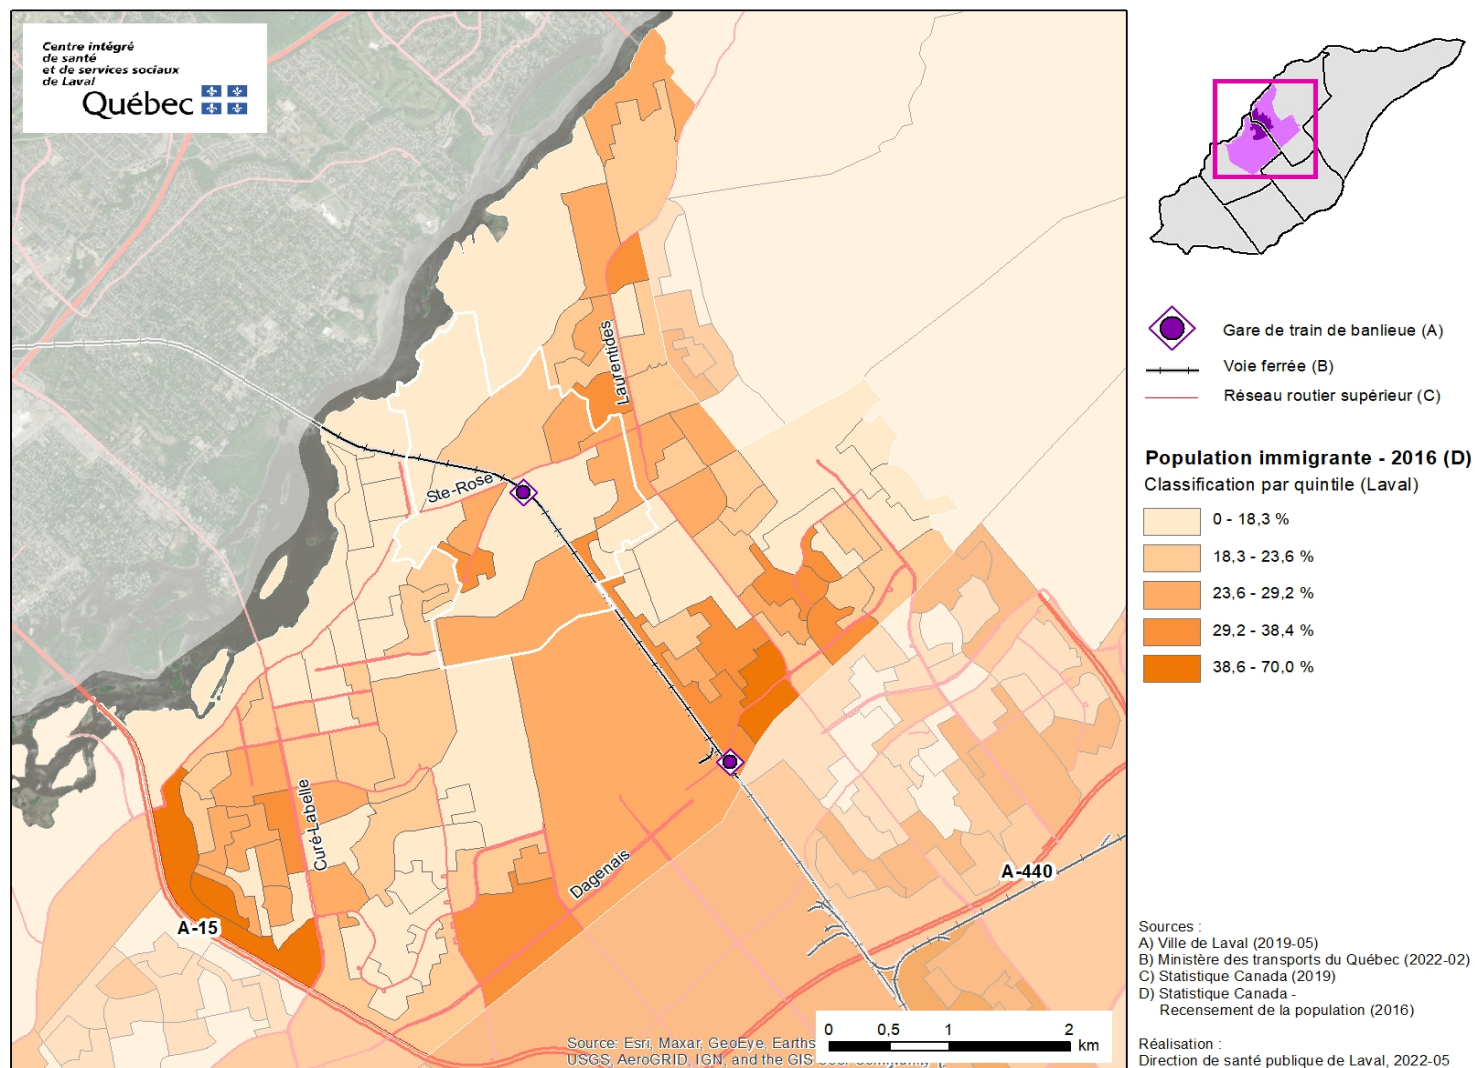 Centre intégré
de santé
et de services sociaux
de Laval
Québec
Laurentides
Ste-Rose
Curé-Labelle
Dagenais
A-15
A-440
Source: Esri, Maxar, GeoEye, Earths
USGS, AeroGRID, IGN, and the GIS User Community
0 0,5 1 2
km
Gare de train de banlieue (A)
Voie ferrée (B)
Réseau routier supérieur (C)
Population immigrante - 2016 (D)
Classification par quintile (Laval)
0 - 18,3 %
18,3 - 23,6 %
23,6 - 29,2 %
29,2 - 38,4 %
38,6 - 70,0 %
Sources :
A) Ville de Laval (2019-05)
B) Ministère des transports du Québec (2022-02)
C) Statistique Canada (2019)
D) Statistique Canada -
Recensement de la population (2016)
Réalisation :
Direction de santé publique de Laval, 2022-05